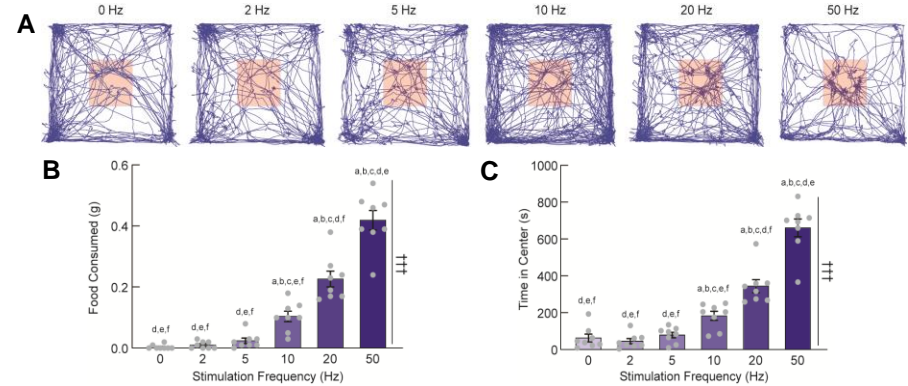 A
0 Hz 2 Hz 5 Hz 10 Hz 20 Hz 50 Hz
B
Food Consumed (g)
0.6
0.4
0.2
0.0
d,e,f d,e,f d,e,f a,b,c,e,f a,b,c,d,f a,b,c,d,e
‡‡‡
0 2 5 10 20 50
Stimulation Frequency (Hz)
C
Time in Center (s)
1000
800
600
400
200
0
d,e,f d,e,f d,e,f a,b,c,e,f a,b,c,d,f a,b,c,d,e
‡‡‡
0 2 5 10 20 50
Stimulation Frequency (Hz)